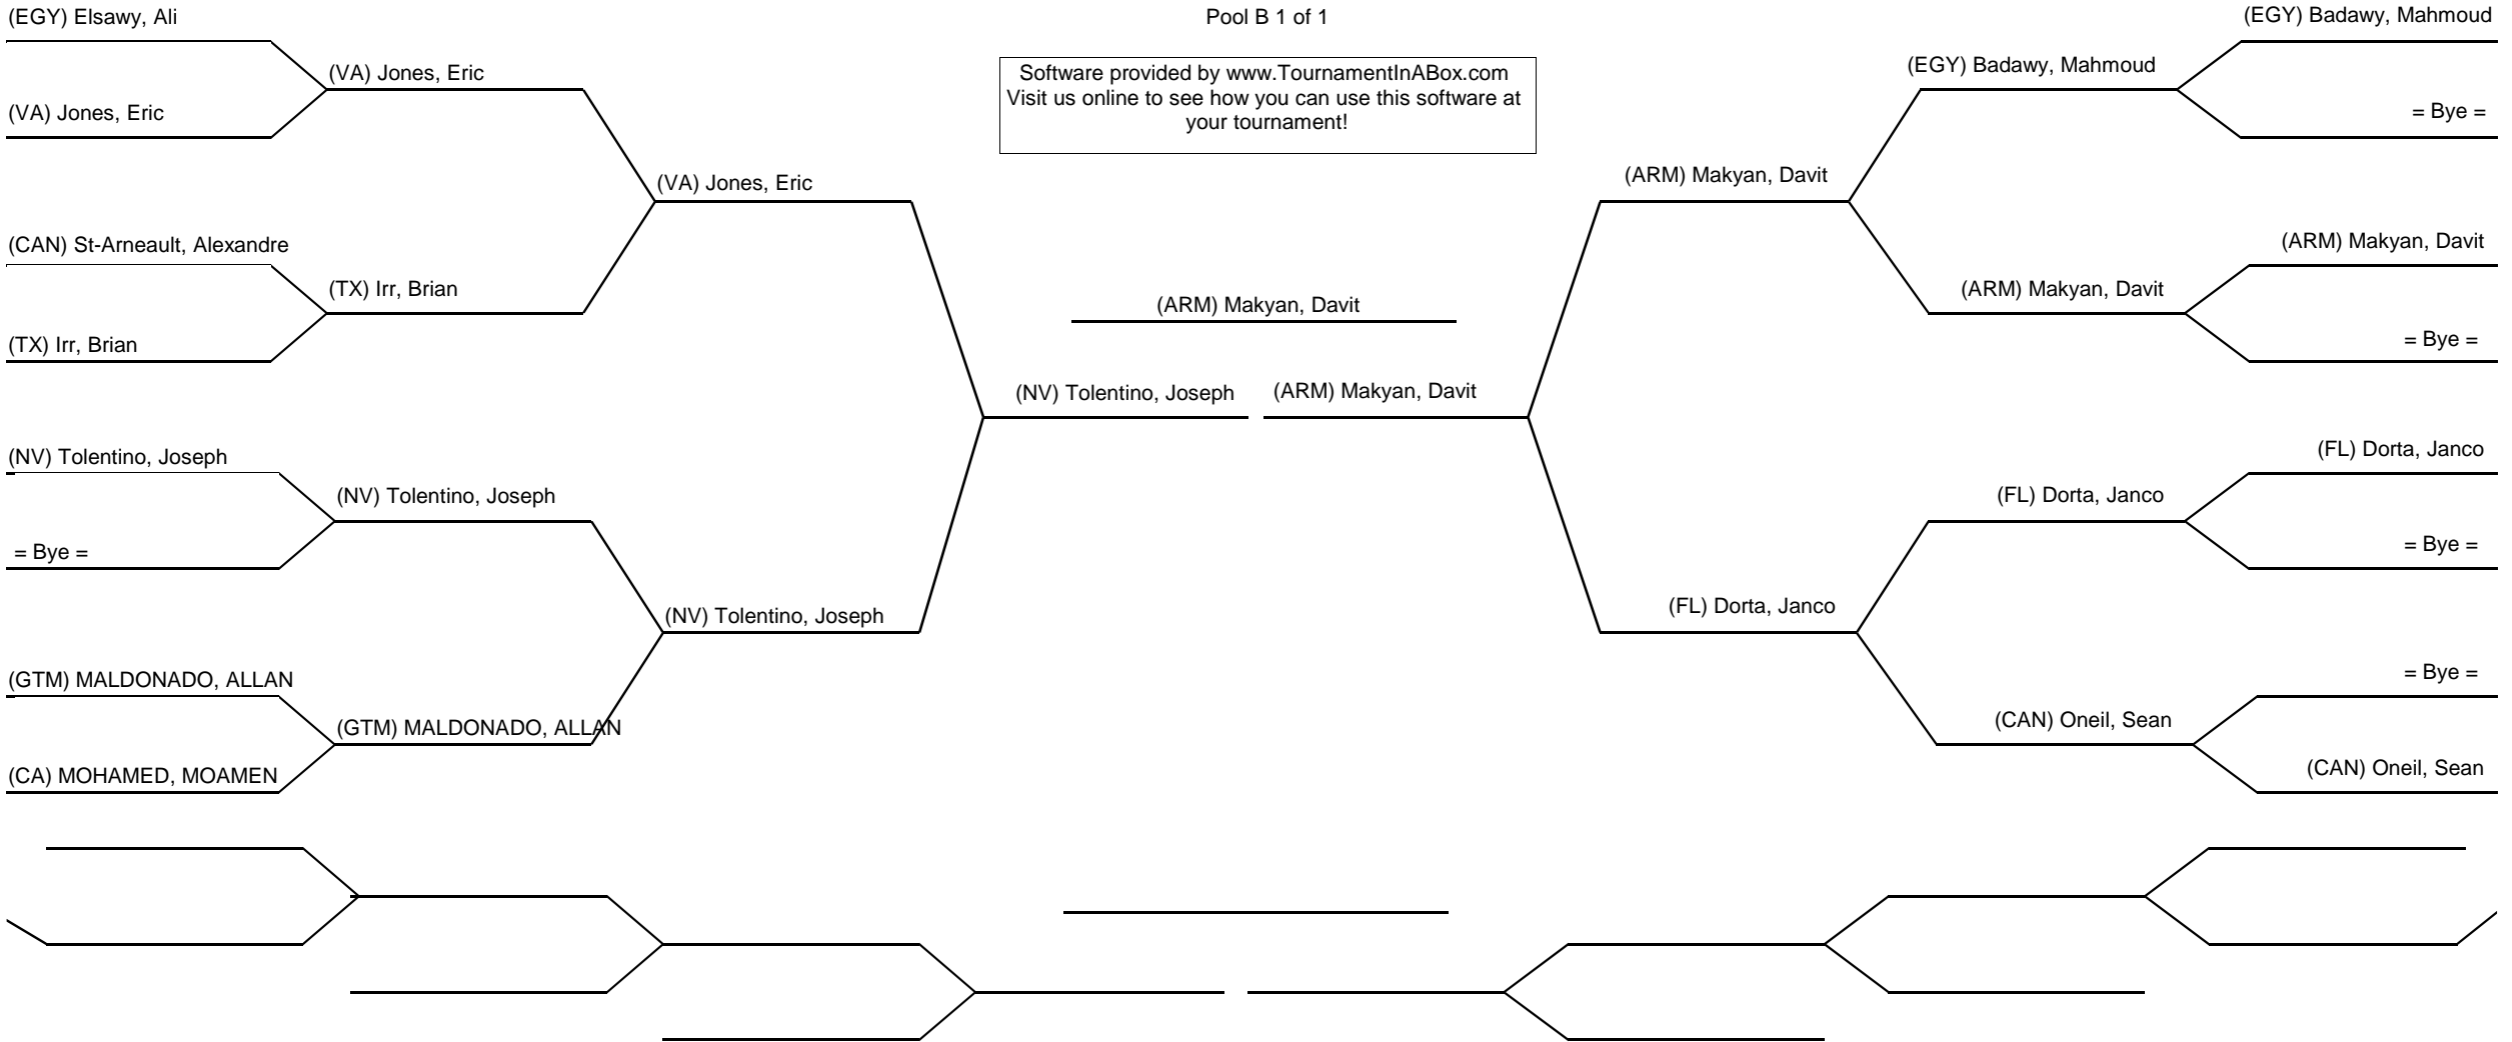 (EGY) Elsawy, Ali
Pool B 1 of 1
(EGY) Badawy, Mahmoud
(VA) Jones, Eric
Software provided by www.TournamentInABox.com
Visit us online to see how you can use this software at
your tournament!
(EGY) Badawy, Mahmoud
(VA) Jones, Eric
= Bye =
(VA) Jones, Eric
(ARM) Makyan, Davit
(CAN) St-Arneault, Alexandre
(ARM) Makyan, Davit
(TX) Irr, Brian
(ARM) Makyan, Davit
(ARM) Makyan, Davit
(TX) Irr, Brian
= Bye =
(NV) Tolentino, Joseph
(ARM) Makyan, Davit
(NV) Tolentino, Joseph
(FL) Dorta, Janco
(NV) Tolentino, Joseph
(FL) Dorta, Janco
= Bye =
= Bye =
(NV) Tolentino, Joseph
(FL) Dorta, Janco
(GTM) MALDONADO, ALLAN
= Bye =
(GTM) MALDONADO, ALLAN
(CAN) Oneil, Sean
(CA) MOHAMED, MOAMEN
(CAN) Oneil, Sean